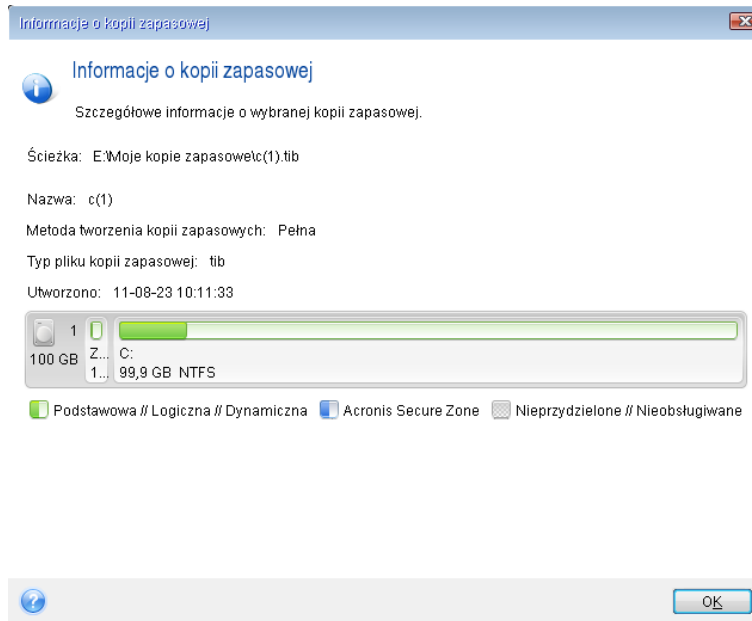 Informacje o kopii zapasowej
Informacje o kopii zapasowej
Szczegółowe informacje o wybranej kopii zapasowej.
Ścieżka: E:\Moje kopie zapasowe\c(1).tib
Nazwa: c(1)
Metoda tworzenia kopii zapasowych: Pełna
Typ pliku kopii zapasowej: tib
Utworzono: 11-08-23 10:11:33
1
100 GB
Z...
1...
C:
99,9 GB NTFS
Podstawowa // Logiczna // Dynamiczna Acronis Secure Zone Nieprzydzielone // Nieobsługiwane
OK